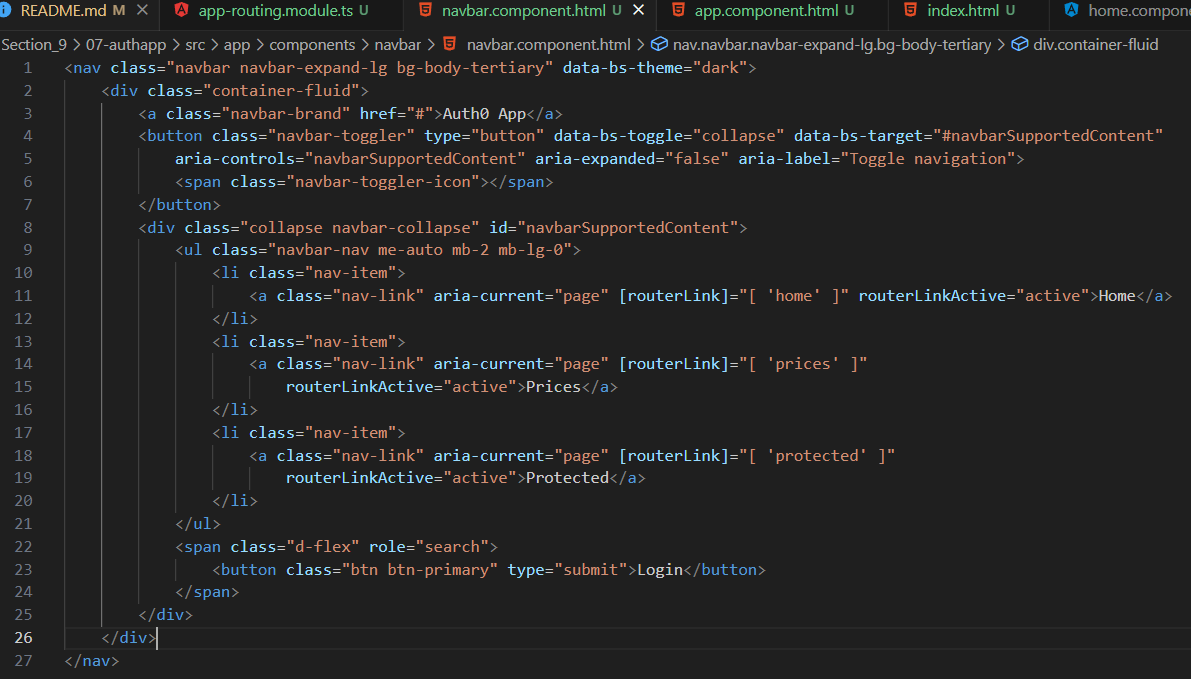 README.md M app-routing.module.ts U navbar.component.html U app.component.html U index.html U home.compone
Section_9 > 07-authapp > src > app > components > navbar > navbar.component.html > nav.navbar.navbar-expand-lg.bg-body-tertiary > div.container-fluid
1 <nav class="navbar navbar-expand-lg bg-body-tertiary" data-bs-theme="dark">
2 <div class="container-fluid">
3 <a class="navbar-brand" href="#">Auth0 App</a>
4 <button class="navbar-toggler" type="button" data-bs-toggle="collapse" data-bs-target="#navbarSupportedContent"
5 aria-controls="navbarSupportedContent" aria-expanded="false" aria-label="Toggle navigation">
6 <span class="navbar-toggler-icon"></span>
7 </button>
8 <div class="collapse navbar-collapse" id="navbarSupportedContent">
9 <ul class="navbar-nav me-auto mb-2 mb-lg-0">
10 <li class="nav-item">
11 <a class="nav-link" aria-current="page" [routerLink]="[ 'home' ]" routerLinkActive="active">Home</a>
12 </li>
13 <li class="nav-item">
14 <a class="nav-link" aria-current="page" [routerLink]="[ 'prices' ]"
15 routerLinkActive="active">Prices</a>
16 </li>
17 <li class="nav-item">
18 <a class="nav-link" aria-current="page" [routerLink]="[ 'protected' ]"
19 routerLinkActive="active">Protected</a>
20 </li>
21 </ul>
22 <span class="d-flex" role="search">
23 <button class="btn btn-primary" type="submit">Login</button>
24 </span>
25 </div>
26 </div>
27 </nav>